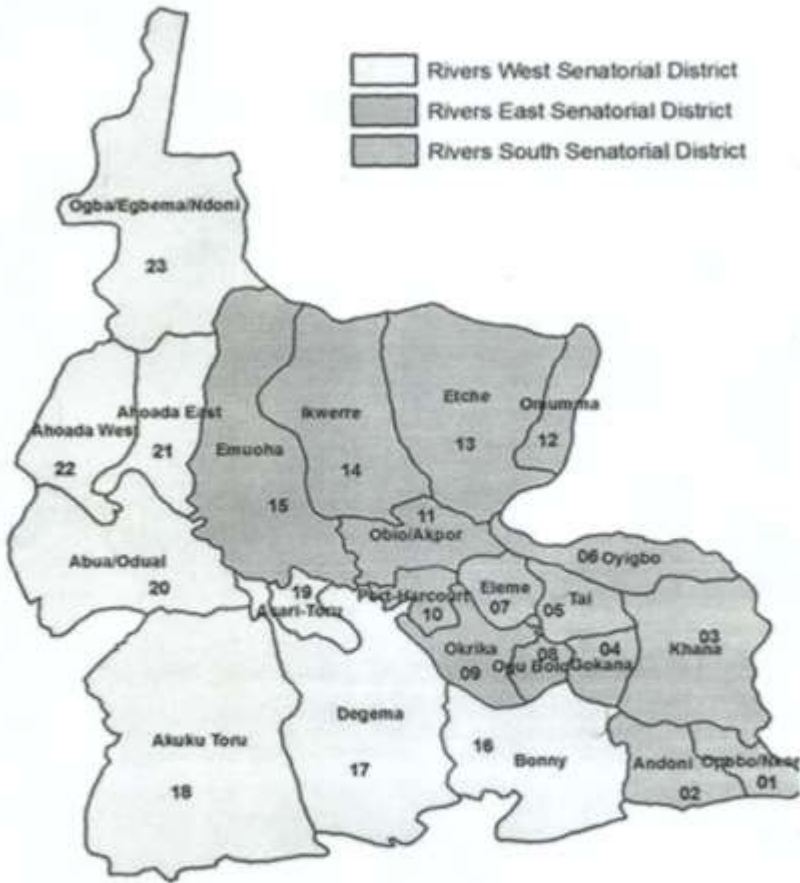 Rivers West Senatorial District
Rivers East Senatorial District
Rivers South Senatorial District
Ogba/Egbema/Ndoni
23
Etche
13
Omumma
12
Ahoada East
21
Ahoada West
22
Ikwerre
14
Emuoha
15
11
Obio/Akpor
06 Oyigbo
Abua/Odual
20
19
Asari-Toru
Port-Harcourt
10
Eleme
07
Tai
05
03
Khana
04
Gokana
08
Ogu Bolo
Okrika
09
Degema
17
Akuku Toru
18
16
Bonny
Andoni
02
01